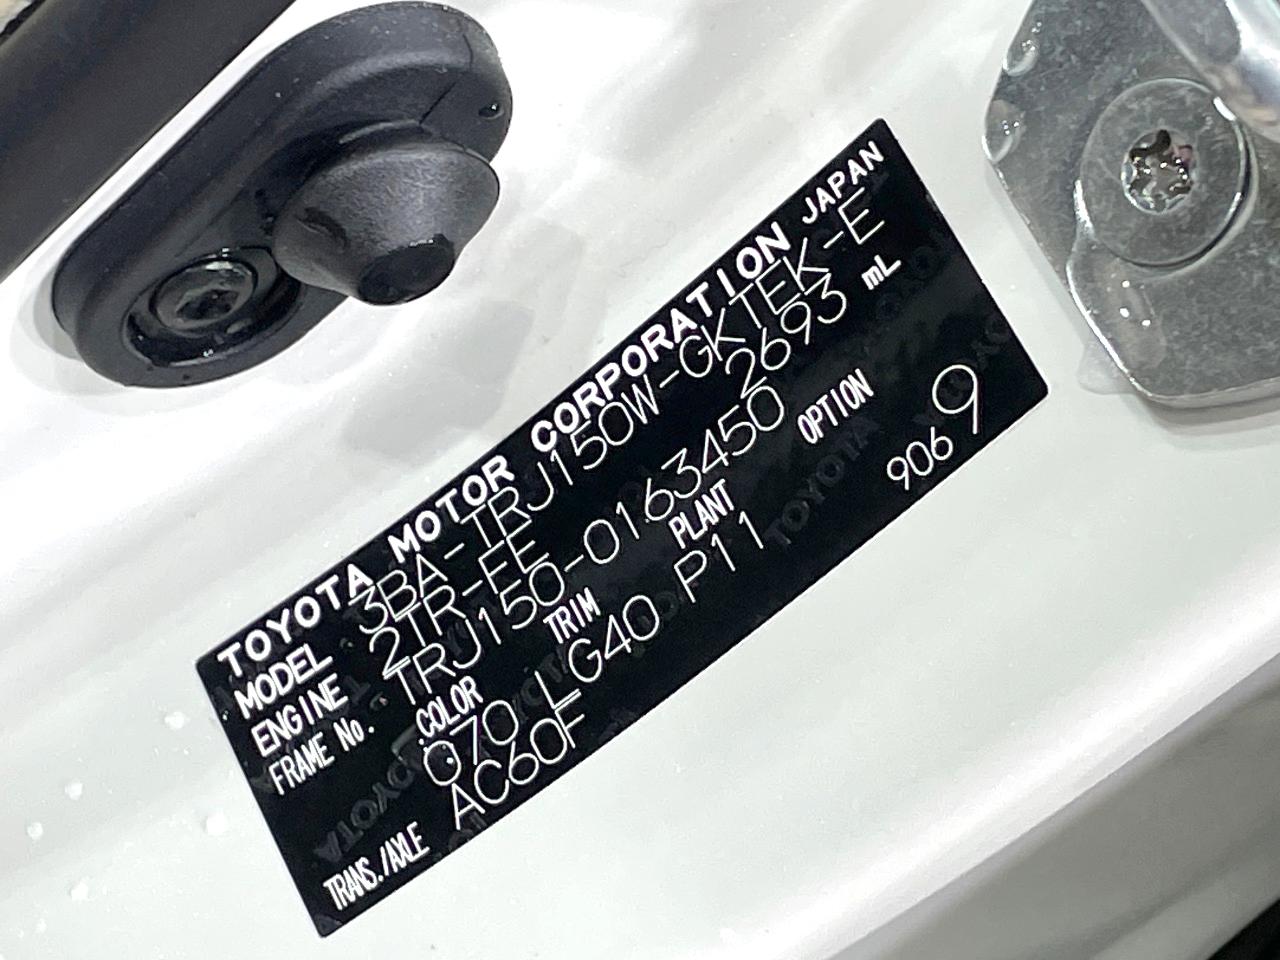 TOYOTA MOTOR CORPORATION JAPAN
MODEL 3BA-TRJ150W-GKTEK-E
ENGINE 2TR-FE 2693 mL
FRAME No. TRJ150-0163450
COLOR TRIM PLANT OPTION
070 LG40 P11 906 9
TRANS./AXLE AC60F